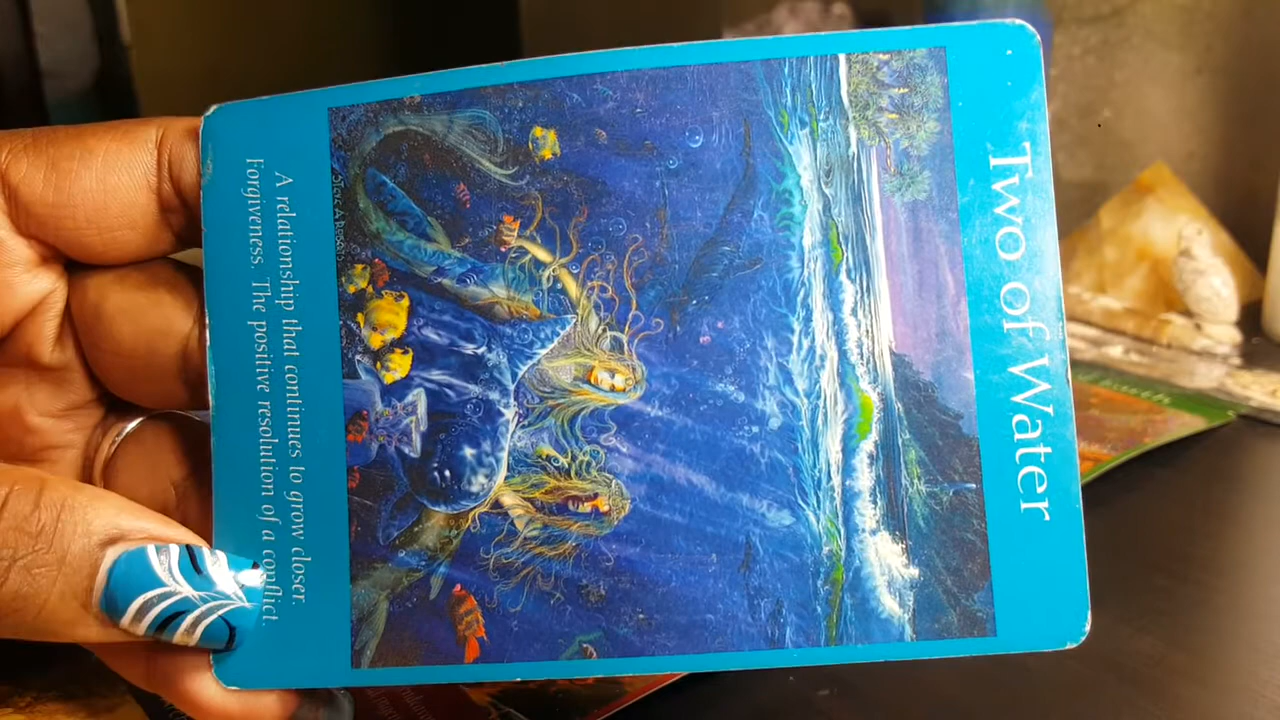 Two of Water
A relationship that continues to grow closer.
Forgiveness. The positive resolution of a conflict.